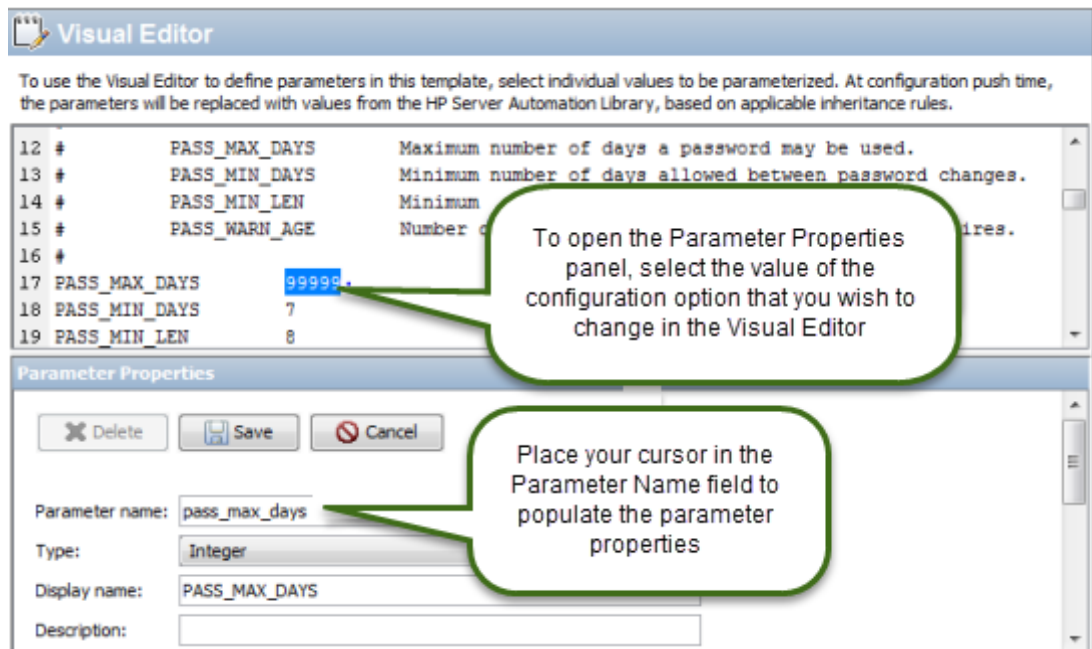 Visual Editor
To use the Visual Editor to define parameters in this template, select individual values to be parameterized. At configuration push time,
the parameters will be replaced with values from the HP Server Automation Library, based on applicable inheritance rules.
12 # PASS_MAX_DAYS Maximum number of days a password may be used.
13 # PASS_MIN_DAYS Minimum number of days allowed between password changes.
14 # PASS_MIN_LEN Minimum
15 # PASS_WARN_AGE Number
16 #
17 PASS_MAX_DAYS 99999
18 PASS_MIN_DAYS 7
19 PASS_MIN_LEN 8
To open the Parameter Properties
panel, select the value of the
configuration option that you wish to
change in the Visual Editor
Parameter Properties
Delete Save Cancel
Parameter name: pass_max_days
Type: Integer
Display name: PASS_MAX_DAYS
Description:
Place your cursor in the
Parameter Name field to
populate the parameter
properties